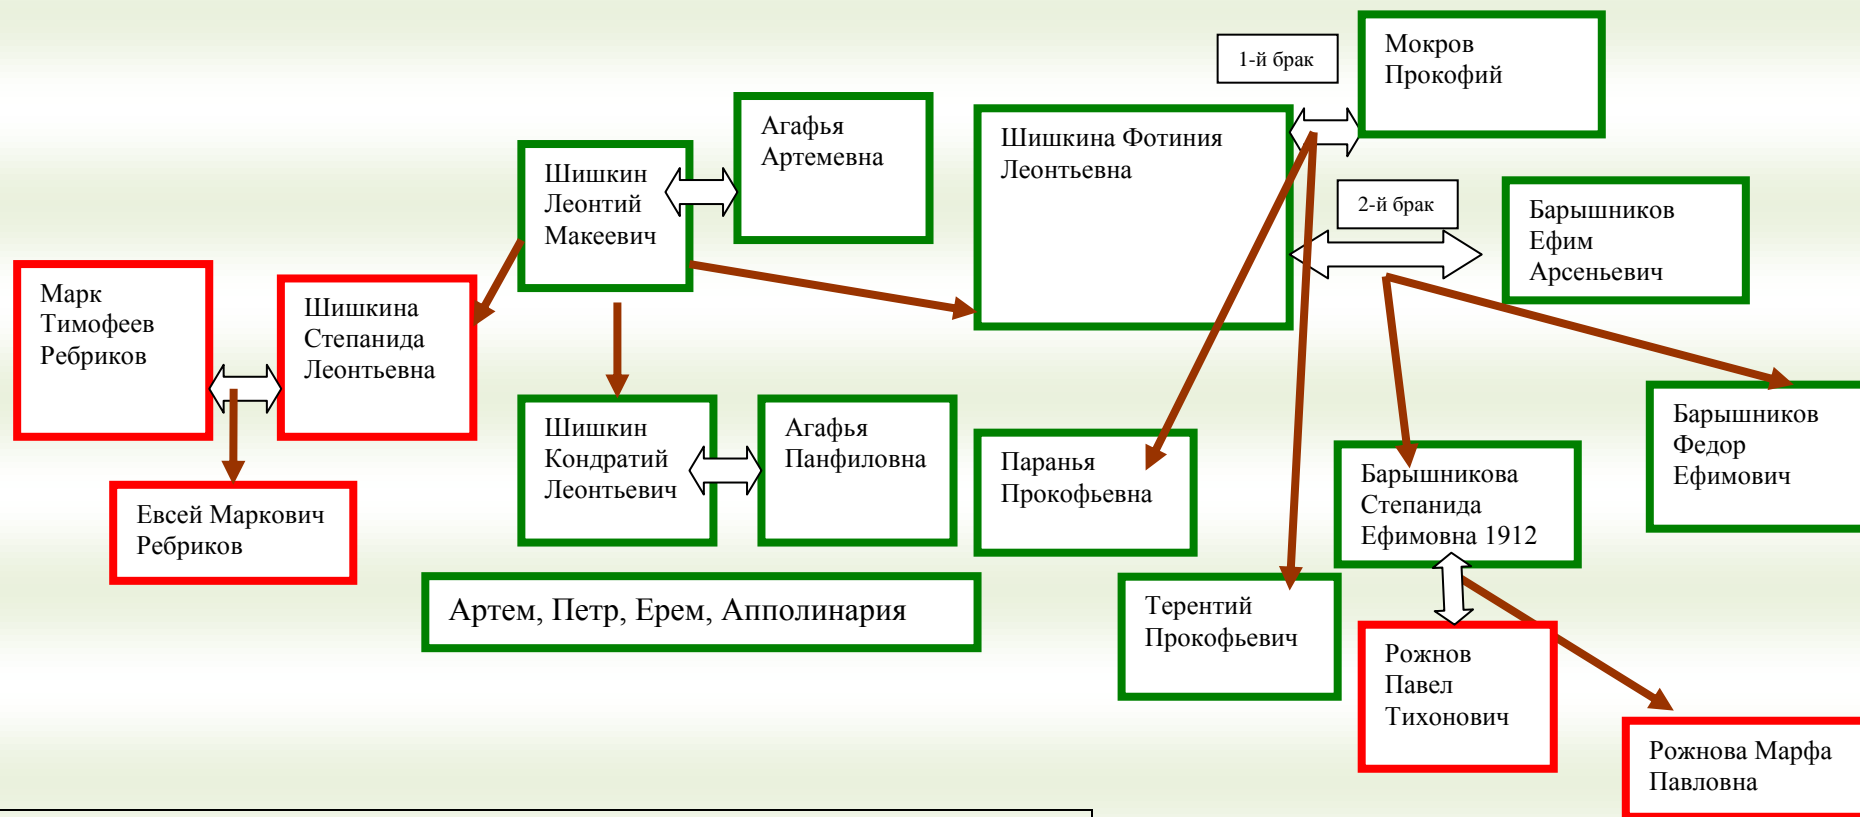 1-й брак
Мокров
Прокофий
Агафья
Артемевна
Шишкина Фотиния
Леонтьевна
Шишкин
Леонтий
Макеевич
2-й брак
Барышников
Ефим
Арсеньевич
Марк
Тимофеев
Ребриков
Шишкина
Степанида
Леонтьевна
Шишкин
Кондратий
Леонтьевич
Агафья
Панфиловна
Паранья
Прокофьевна
Барышникова
Степанида
Ефимовна 1912
Барышников
Федор
Ефимович
Евсей Маркович
Ребриков
Артем, Петр, Ерем, Апполинария
Терентий
Прокофьевич
Рожнов
Павел
Тихонович
Рожнова Марфа
Павловна